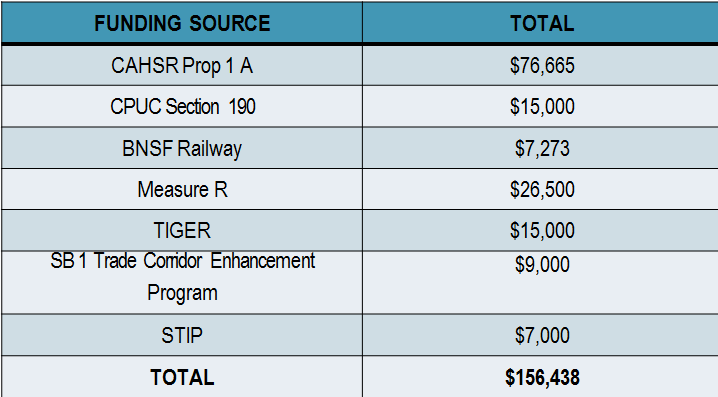 FUNDING SOURCE TOTAL
CAHSR Prop 1 A $76,665
CPUC Section 190 $15,000
BNSF Railway $7,273
Measure R $26,500
TIGER $15,000
SB 1 Trade Corridor Enhancement $9,000
Program
STIP $7,000
TOTAL $156,438